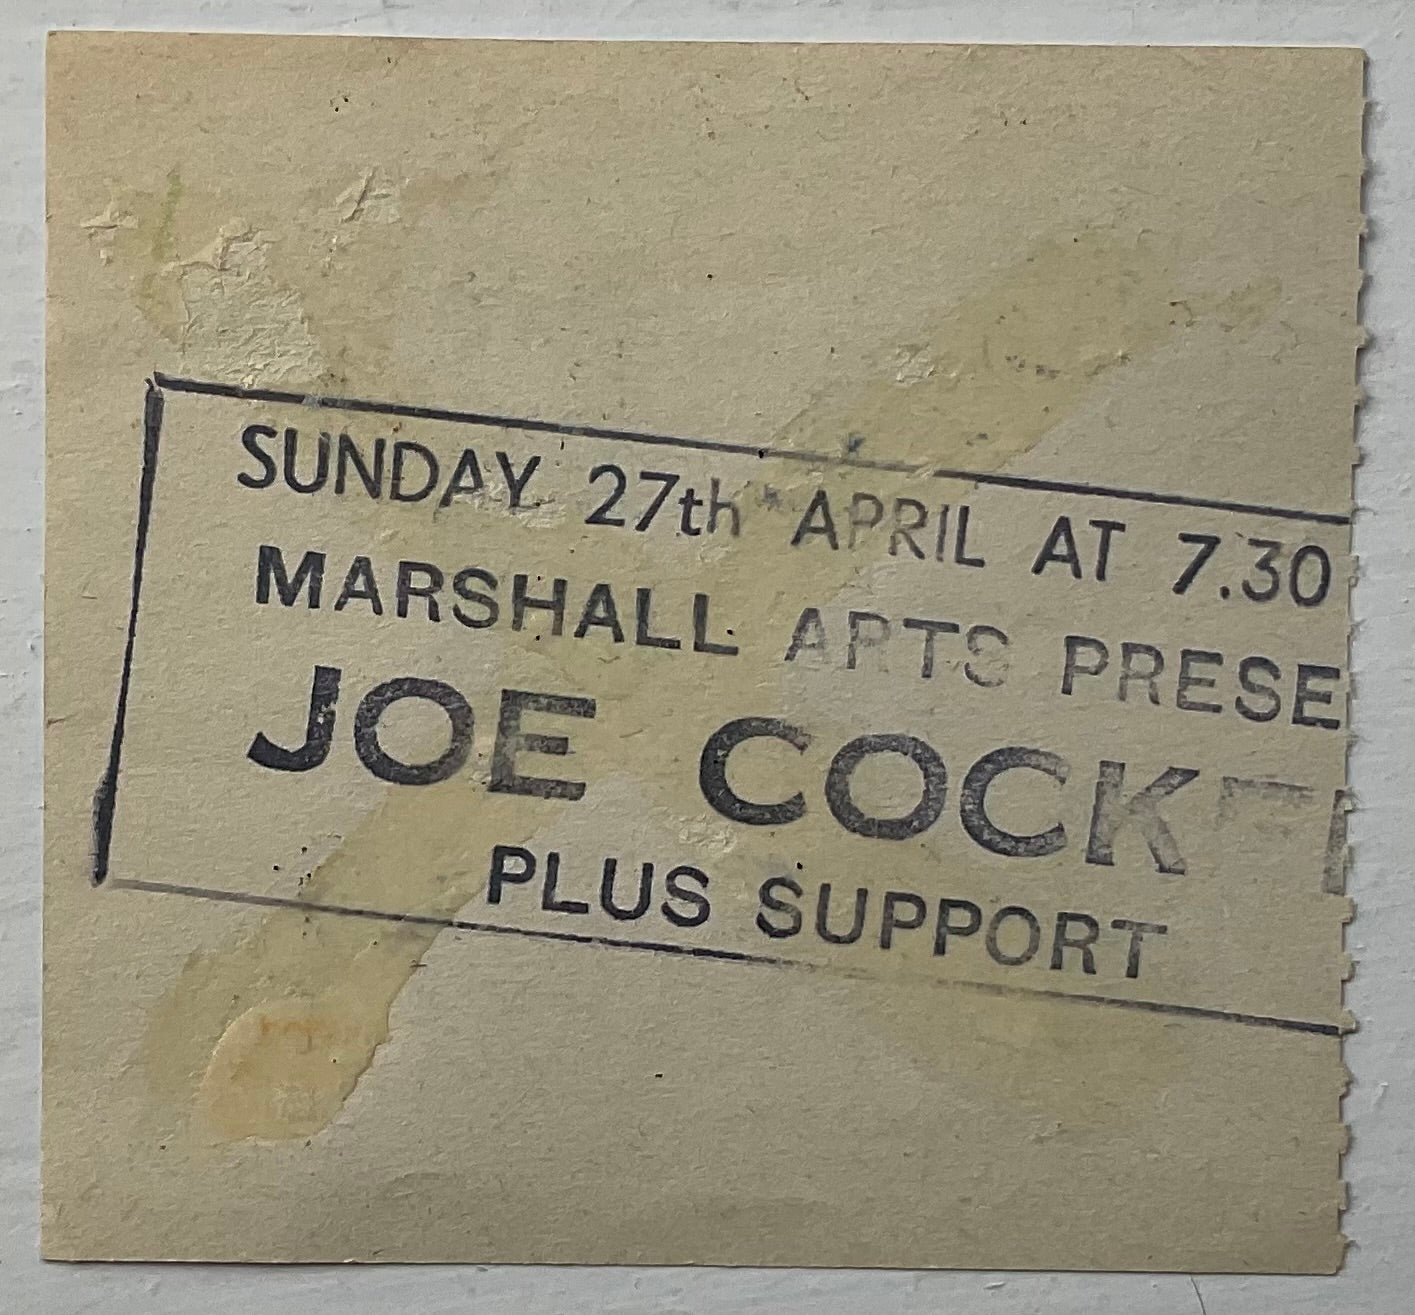 SUNDAY 27th APRIL AT 7.30
MARSHALL ARTS PRESE
JOE COCK
PLUS SUPPORT